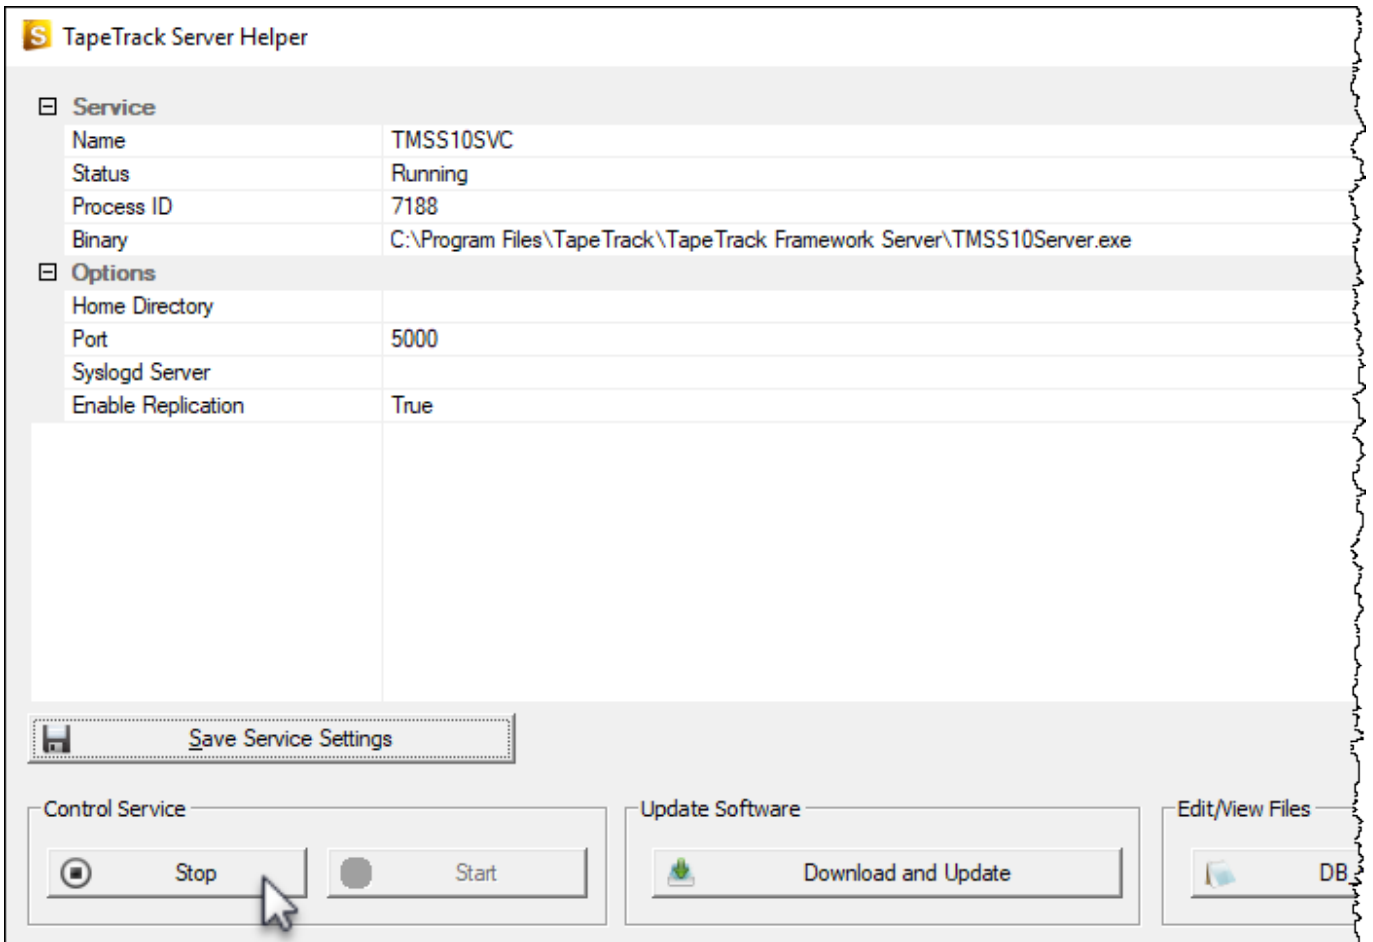 S TapeTrack Server Helper
Service
Name TMSS10SVC
Status Running
Process ID 7188
Binary C:\Program Files\TapeTrack\TapeTrack Framework Server\TMSS10Server.exe
Options
Home Directory
Port 5000
Syslogd Server
Enable Replication True
Save Service Settings
Control Service Update Software Edit/View Files
Stop Start Download and Update DB